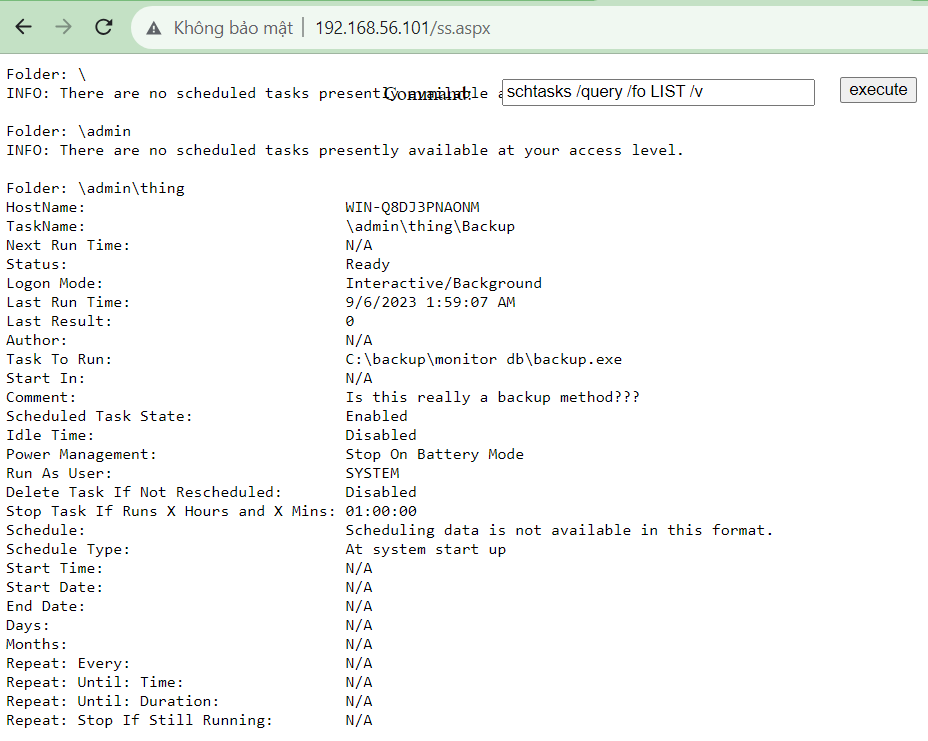 Không bảo mật | 192.168.56.101/ss.aspx
Folder: \
INFO: There are no scheduled tasks presently available a
Command:
schtasks /query /fo LIST /v
execute
Folder: \admin
INFO: There are no scheduled tasks presently available at your access level.
Folder: \admin\thing
HostName: WIN-Q8DJ3PNAONM
TaskName: \admin\thing\Backup
Next Run Time: N/A
Status: Ready
Logon Mode: Interactive/Background
Last Run Time: 9/6/2023 1:59:07 AM
Last Result: 0
Author: N/A
Task To Run: C:\backup\monitor db\backup.exe
Start In: N/A
Comment: Is this really a backup method???
Scheduled Task State: Enabled
Idle Time: Disabled
Power Management: Stop On Battery Mode
Run As User: SYSTEM
Delete Task If Not Rescheduled: Disabled
Stop Task If Runs X Hours and X Mins: 01:00:00
Schedule: Scheduling data is not available in this format.
Schedule Type: At system start up
Start Time: N/A
Start Date: N/A
End Date: N/A
Days: N/A
Months: N/A
Repeat: Every: N/A
Repeat: Until: Time: N/A
Repeat: Until: Duration: N/A
Repeat: Stop If Still Running: N/A